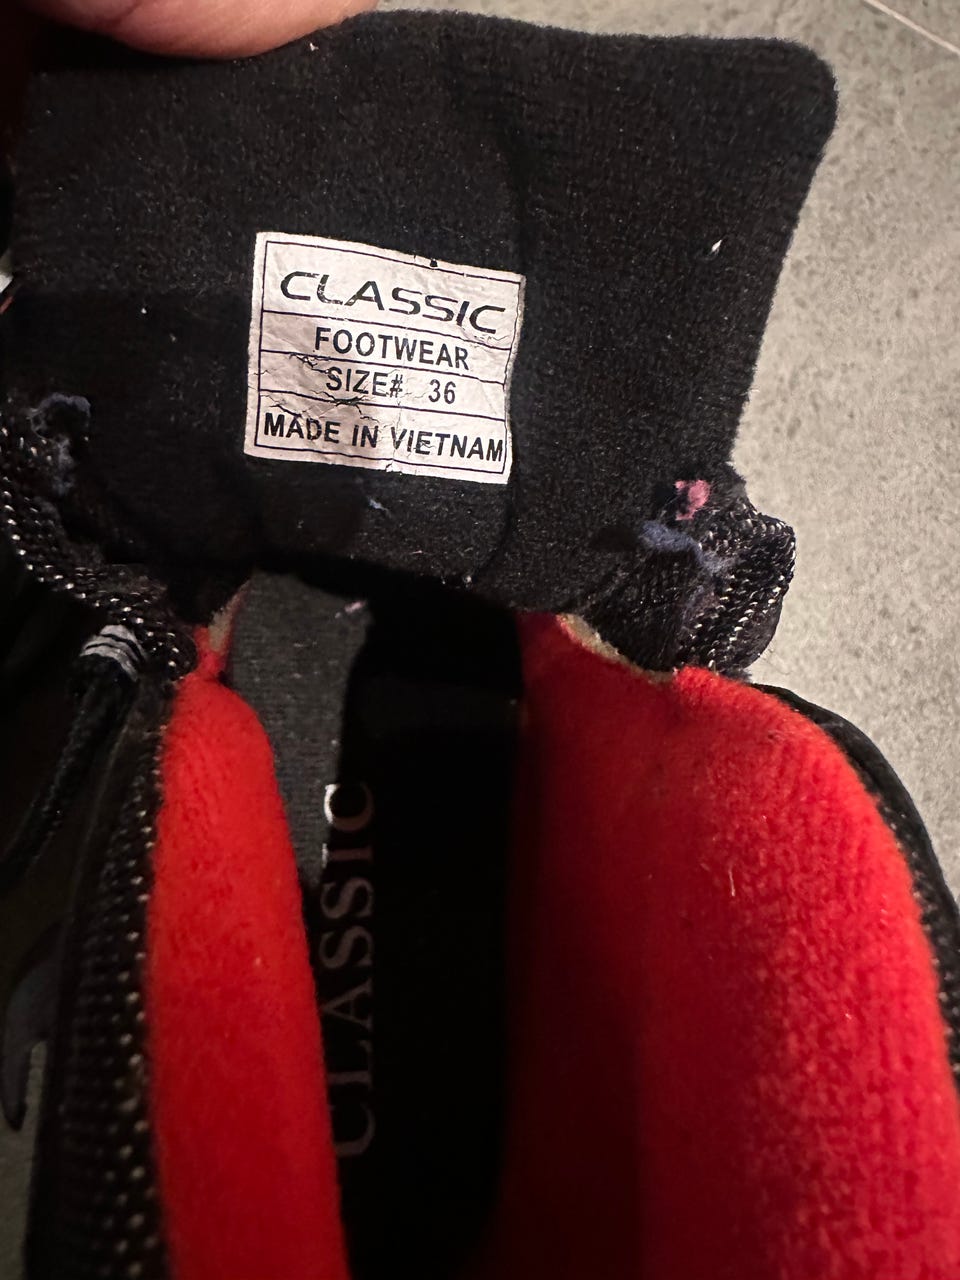 CLASSIC
FOOTWEAR
SIZE# 36
MADE IN VIETNAM
CLASSIC